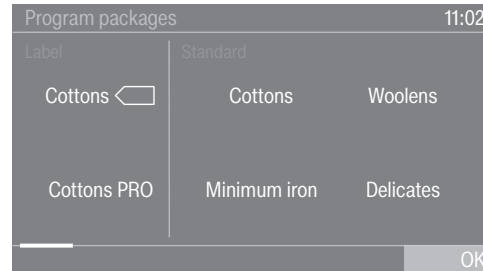 Program packages 11:02
Label Standard
Cottons Cottons Woolens
Cottons PRO Minimum iron Delicates
OK